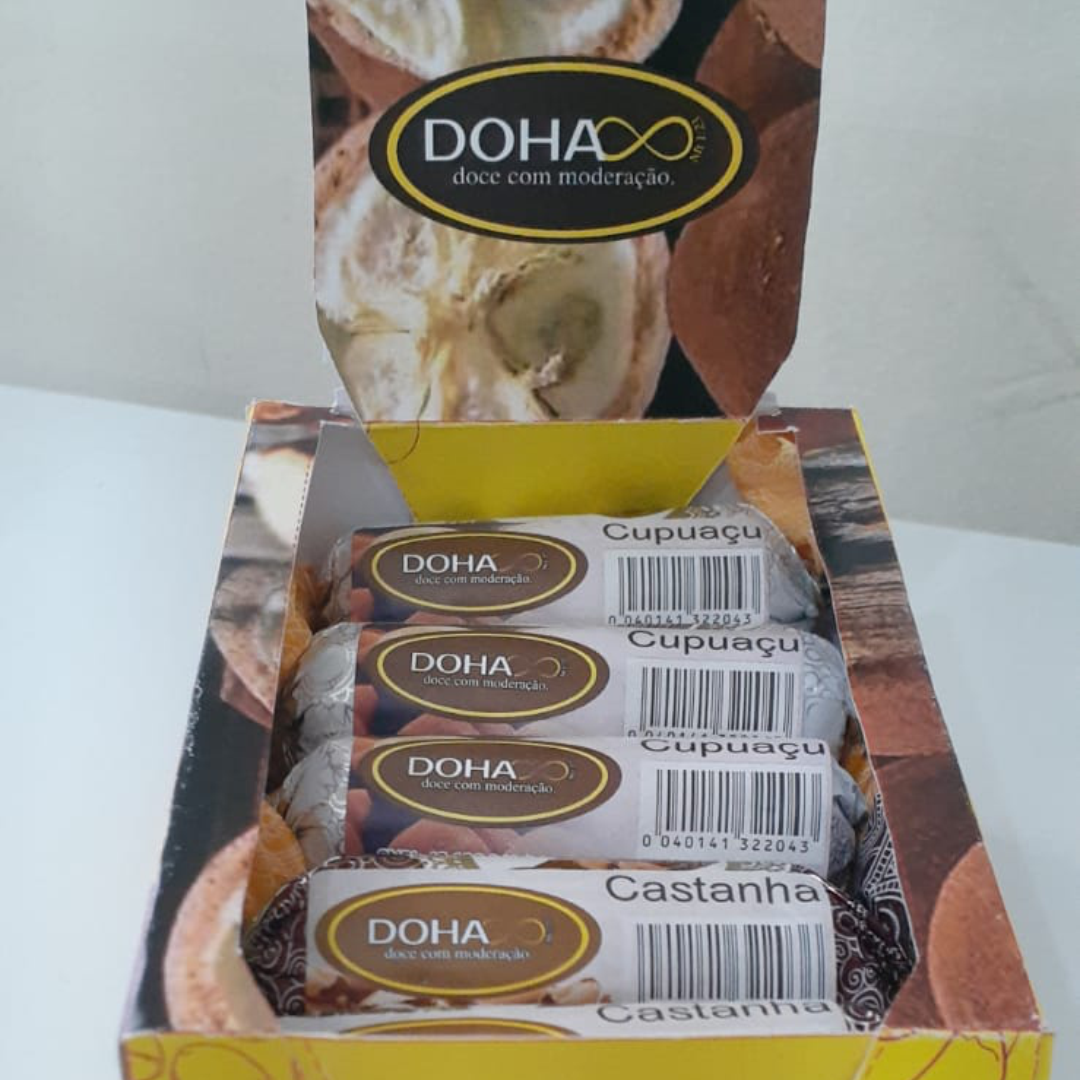 DOHA
doce com moderação.
Cupuaçu
DOHA
doce com moderação.
0 040141 322043
Cupuaçu
DOHA
doce com moderação.
Cupuaçu
DOHA
doce com moderação
0 040141 322043
Castanha
DOHA
doce com moderação
Castanha